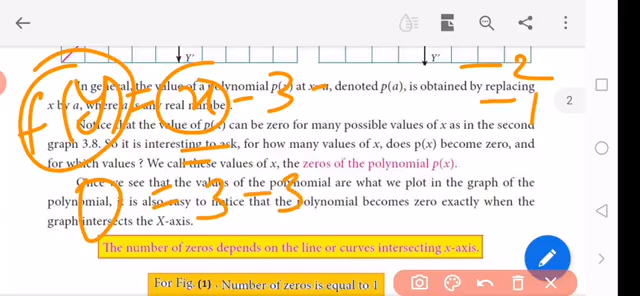 Y' Y'
In general, the value of a polynomial p(x) at x=a, denoted p(a), is obtained by replacing
x by a, where a is any real number.
Notice that the value of p(x) can be zero for many possible values of x as in the second
graph 3.8. So it is interesting to ask, for how many values of x, does p(x) become zero, and
for which values ? We call these values of x, the zeros of the polynomial p(x).
Once we see that the values of the polynomial are what we plot in the graph of the
polynomial, it is also easy to notice that the polynomial becomes zero exactly when the
graph intersects the X-axis.
The number of zeros depends on the line or curves intersecting x-axis.
For Fig. (1) , Number of zeros is equal to 1
2
-2
-1
0 = 3 - 3